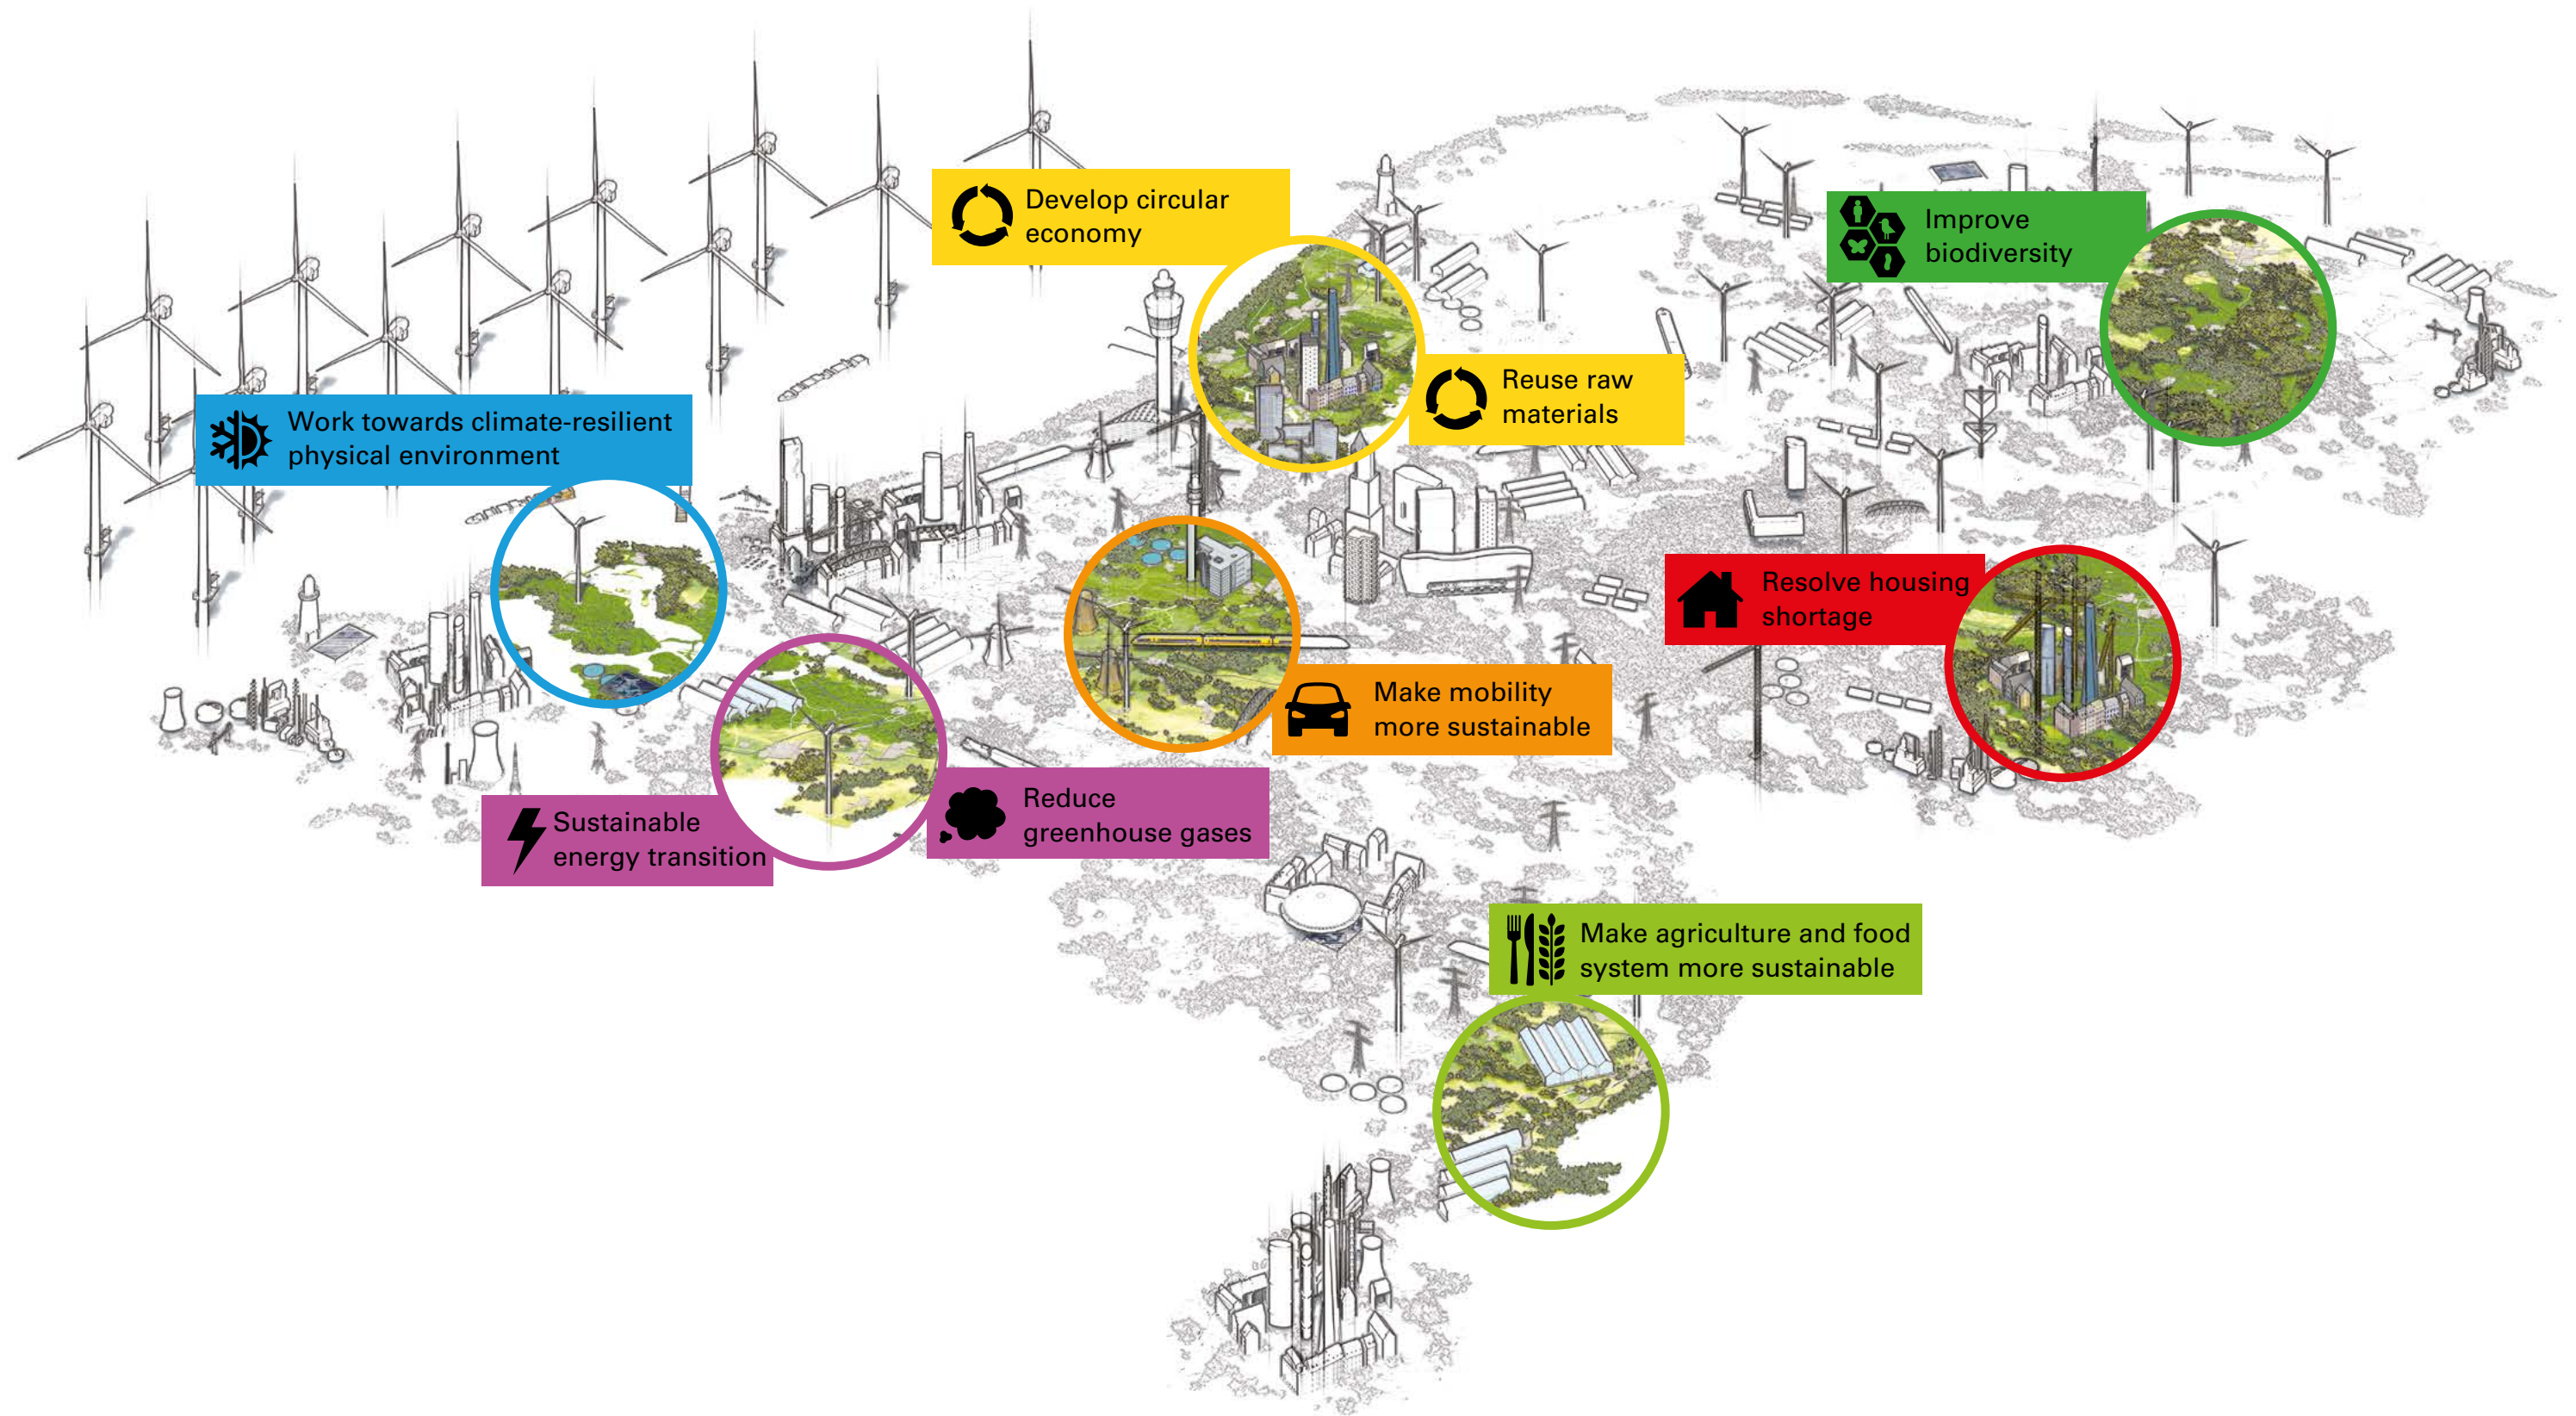 Develop circular
economy
Improve
biodiversity
Reuse raw
materials
Work towards climate-resilient
physical environment
Resolve housing
shortage
Make mobility
more sustainable
Sustainable
energy transition
Reduce
greenhouse gases
Make agriculture and food
system more sustainable